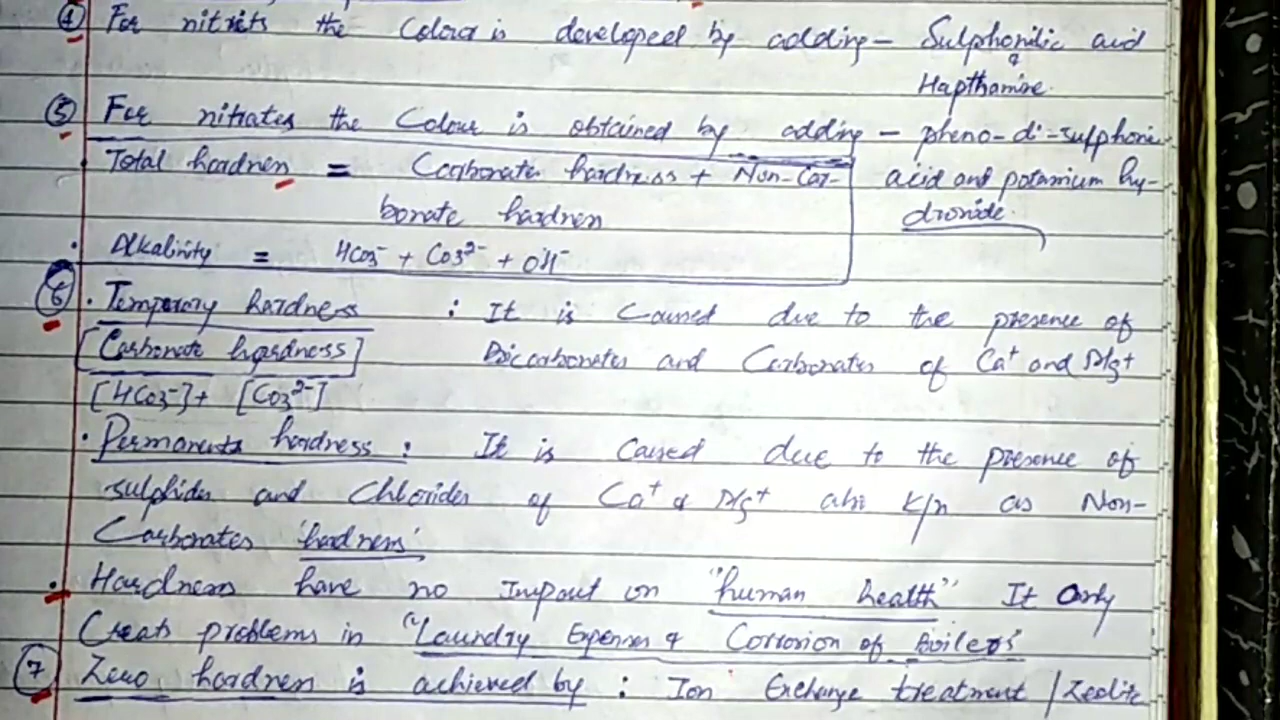 ④ For nitrits the Colour is developed by adding – Sulphonilic acid
& Hapthamine.
⑤ For nitrates the Colour is obtained by adding – pheno-di-sulphonic
acid and potassium hy-
droxide.
Total hardness = Carbonate hardness + Non-Car-
bonate hardness
• Alkalinity = HCO3⁻ + CO3²⁻ + OH⁻
⑥ • Temporary hardness : It is Caused due to the presence of
[Carbonate hardness] Bicarbonates and Carbonates of Ca⁺ and Mg⁺
[HCO3⁻] + [CO3²⁻]
• Permanents hardness : It is Caused due to the presence of
sulphides and Chlorides of Ca⁺ & Mg⁺ also K/n as Non-
Carbonates 'hardness'
• Hardness have no Impact on "human health" It Only
Creats problems in "Laundry Expenses & Corrosion of Boilers"
⑦ Zero hardness is achieved by : Ion Exchange treatment / Zeolite